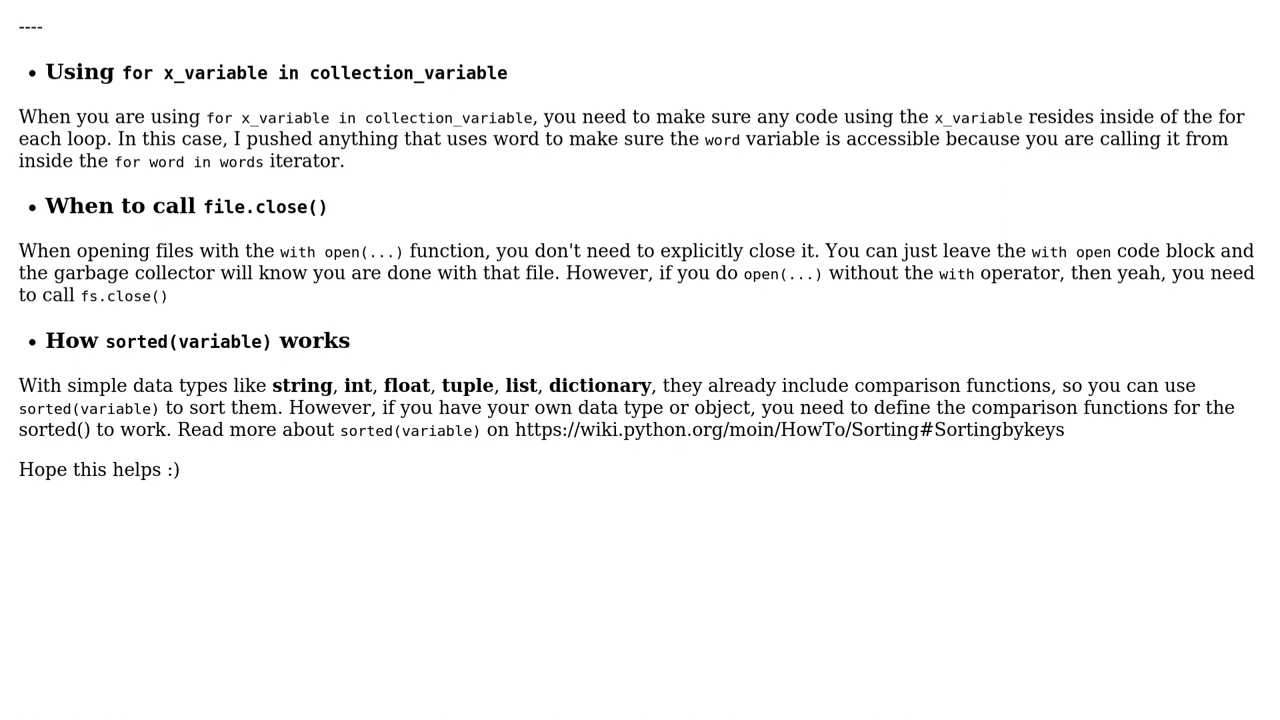 ----
• Using for x_variable in collection_variable
When you are using for x_variable in collection_variable, you need to make sure any code using the x_variable resides inside of the for
each loop. In this case, I pushed anything that uses word to make sure the word variable is accessible because you are calling it from
inside the for word in words iterator.
• When to call file.close()
When opening files with the with open(...) function, you don't need to explicitly close it. You can just leave the with open code block and
the garbage collector will know you are done with that file. However, if you do open(...) without the with operator, then yeah, you need
to call fs.close()
• How sorted(variable) works
With simple data types like string, int, float, tuple, list, dictionary, they already include comparison functions, so you can use
sorted(variable) to sort them. However, if you have your own data type or object, you need to define the comparison functions for the
sorted() to work. Read more about sorted(variable) on https://wiki.python.org/moin/HowTo/Sorting#Sortingbykeys
Hope this helps :)